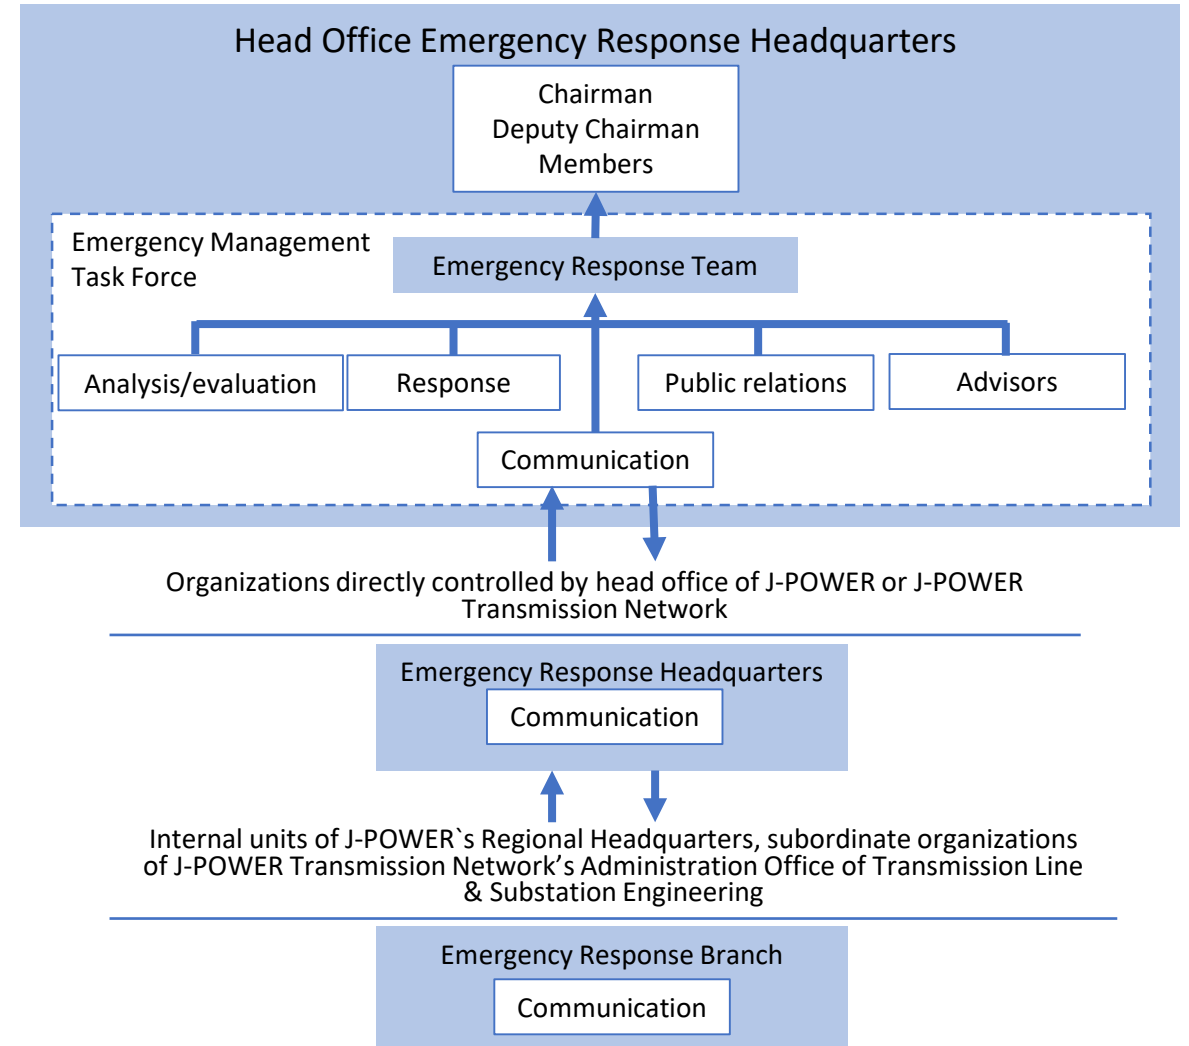 Head Office Emergency Response Headquarters
Chairman
Deputy Chairman
Members
Emergency Management
Task Force
Emergency Response Team
Analysis/evaluation
Response
Public relations
Advisors
Communication
Organizations directly controlled by head office of J-POWER or J-POWER
Transmission Network
Emergency Response Headquarters
Communication
Internal units of J-POWER`s Regional Headquarters, subordinate organizations
of J-POWER Transmission Network’s Administration Office of Transmission Line
& Substation Engineering
Emergency Response Branch
Communication